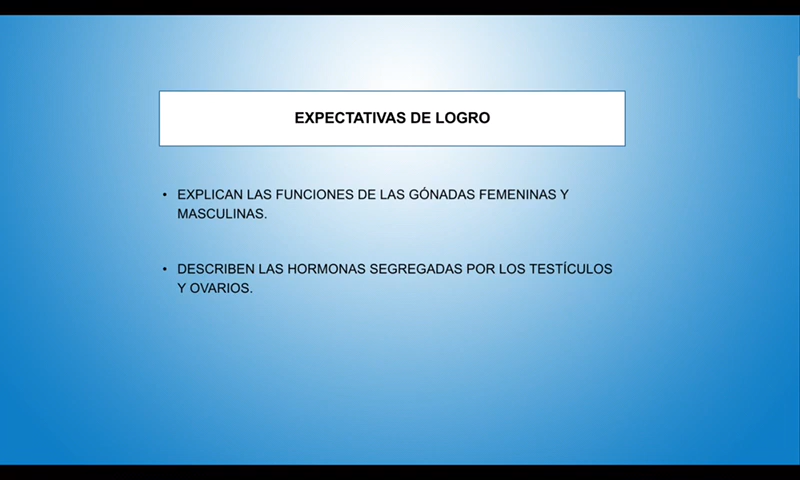 EXPECTATIVAS DE LOGRO
• EXPLICAN LAS FUNCIONES DE LAS GÓNADAS FEMENINAS Y
MASCULINAS.
• DESCRIBEN LAS HORMONAS SEGREGADAS POR LOS TESTÍCULOS
Y OVARIOS.